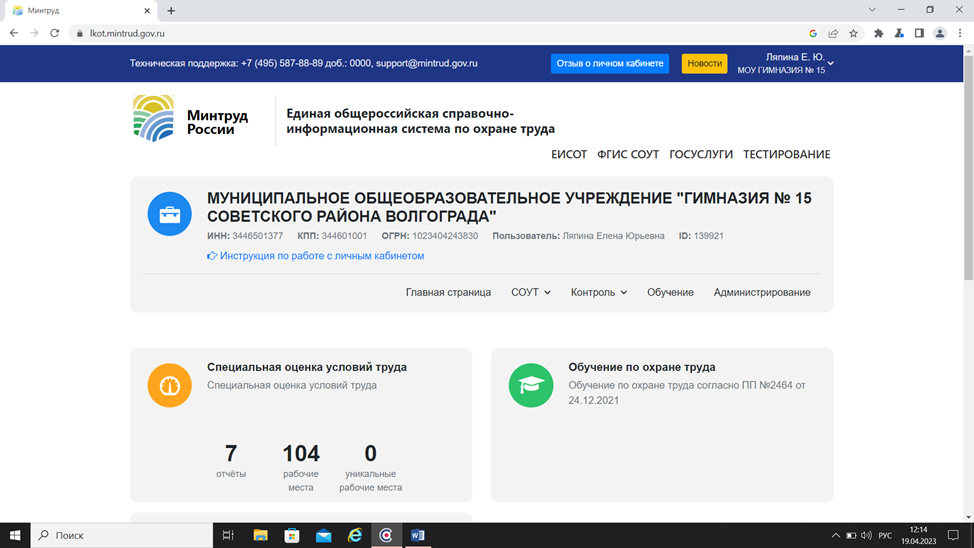 Минтруд
lkot.mintrud.gov.ru
Техническая поддержка: +7 (495) 587-88-89 доб.: 0000, support@mintrud.gov.ru
Отзыв о личном кабинете
Новости
Ляпина Е. Ю.
МОУ ГИМНАЗИЯ № 15
Минтруд
России
Единая общероссийская справочно-
информационная система по охране труда
ЕИСОТ ФГИС СОУТ ГОСУСЛУГИ ТЕСТИРОВАНИЕ
МУНИЦИПАЛЬНОЕ ОБЩЕОБРАЗОВАТЕЛЬНОЕ УЧРЕЖДЕНИЕ "ГИМНАЗИЯ № 15
СОВЕТСКОГО РАЙОНА ВОЛГОГРАДА"
ИНН: 3446501377 КПП: 344601001 ОГРН: 1023404243830 Пользователь: Ляпина Елена Юрьевна ID: 139921
Инструкция по работе с личным кабинетом
Главная страница СОУТ Контроль Обучение Администрирование
Специальная оценка условий труда
Специальная оценка условий труда
7 104 0
отчёты рабочие уникальные
места рабочие места
Обучение по охране труда
Обучение по охране труда согласно ПП №2464 от
24.12.2021
Поиск
РУС
12:14
19.04.2023